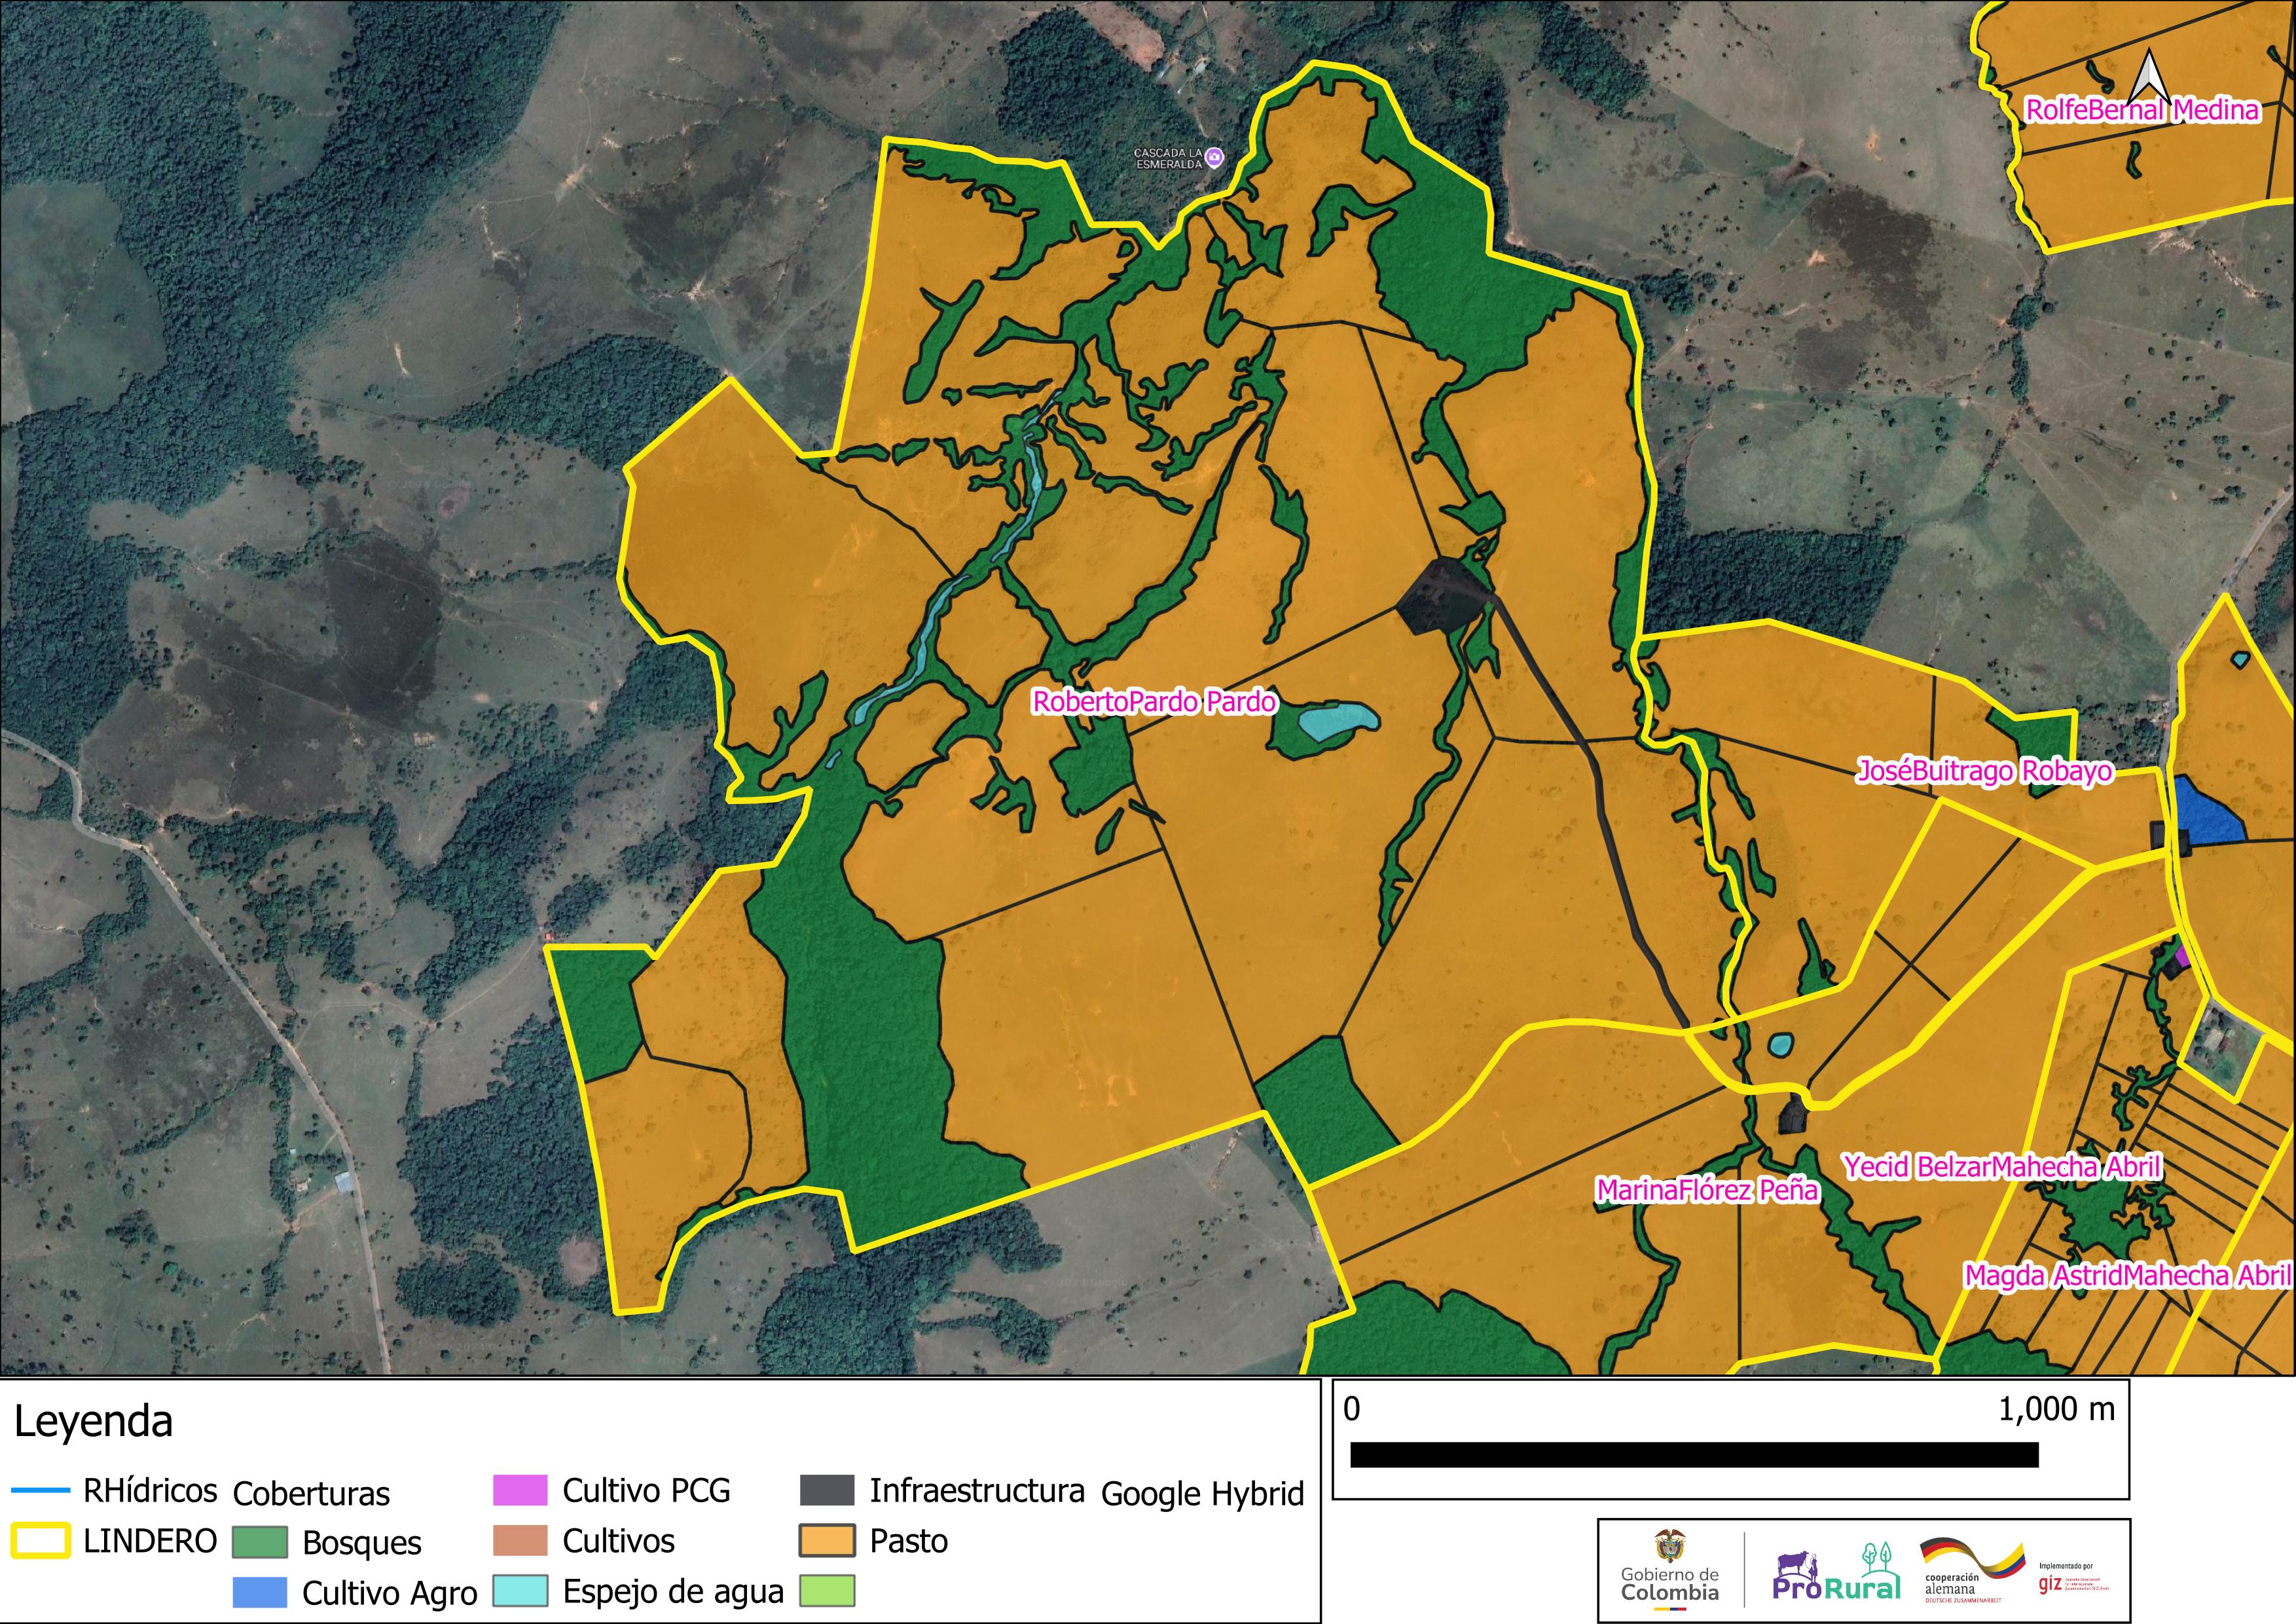 RolfeBernal Medina
CASCADA LA
ESMERALDA
RobertoPardo Pardo
JoséBuitrago Robayo
Yecid BelzarMahecha Abril
MarinaFlórez Peña
Magda AstridMahecha Abril
Leyenda
RHídricos
LINDERO
Coberturas
Bosques
Cultivo Agro
Cultivo PCG
Cultivos
Espejo de agua
Infraestructura
Pasto
Google Hybrid
0
1,000 m
Gobierno de
Colombia
ProRural
cooperación
alemana
DEUTSCHE ZUSAMMENARBEIT
Implementado por
giz